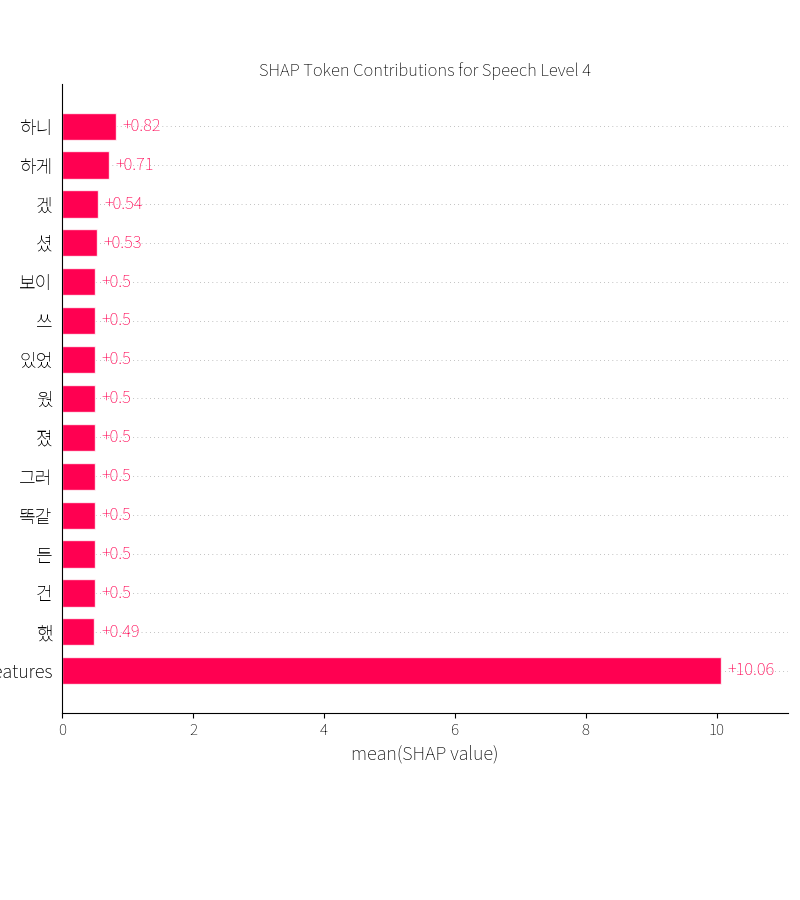 SHAP Token Contributions for Speech Level 4
하니 +0.82
하게 +0.71
겠 +0.54
셨 +0.53
보이 +0.5
쓰 +0.5
있었 +0.5
웠 +0.5
졌 +0.5
그러 +0.5
똑같 +0.5
든 +0.5
건 +0.5
했 +0.49
eatures +10.06
0 2 4 6 8 10
mean(SHAP value)